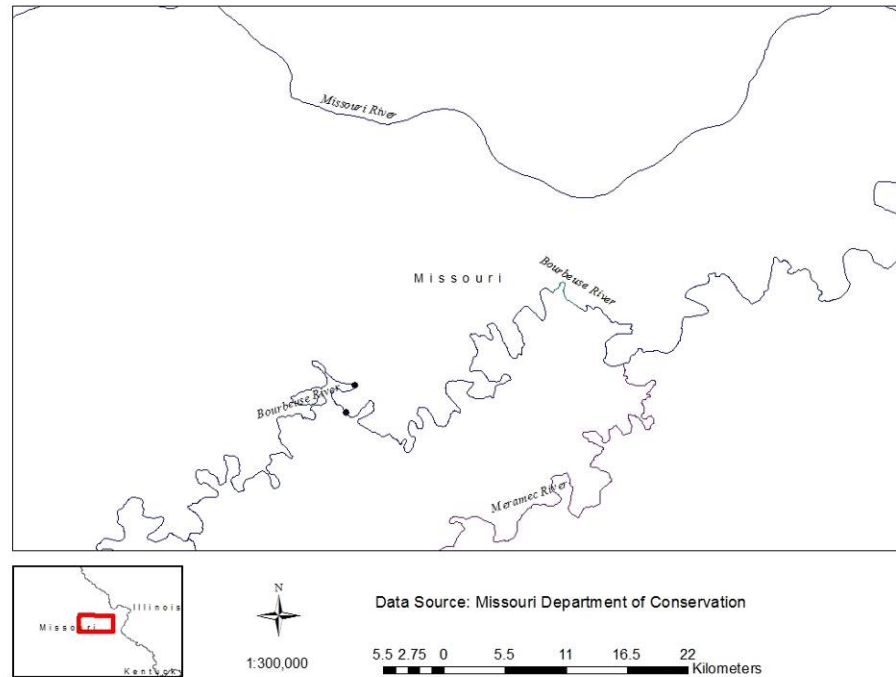 Missouri River
Missouri
Bourbeuse River
Bourbeuse River
Meramec River
Illinois
Missouri
Kentucky
N
1:300,000
Data Source: Missouri Department of Conservation
5.5 2.75 0 5.5 11 16.5 22
Kilometers